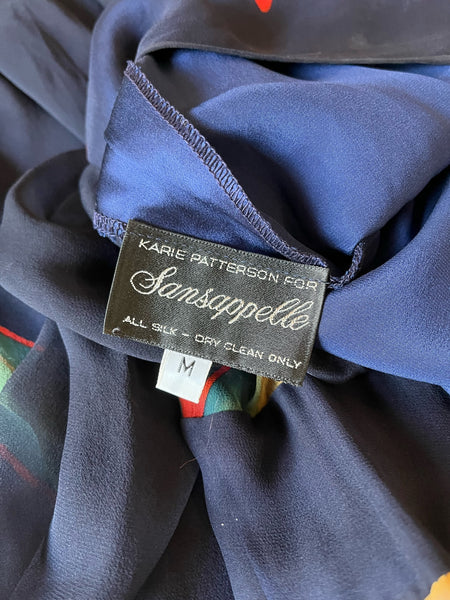 KARIE PATTERSON FOR
Sansappelle
ALL SILK - DRY CLEAN ONLY
M